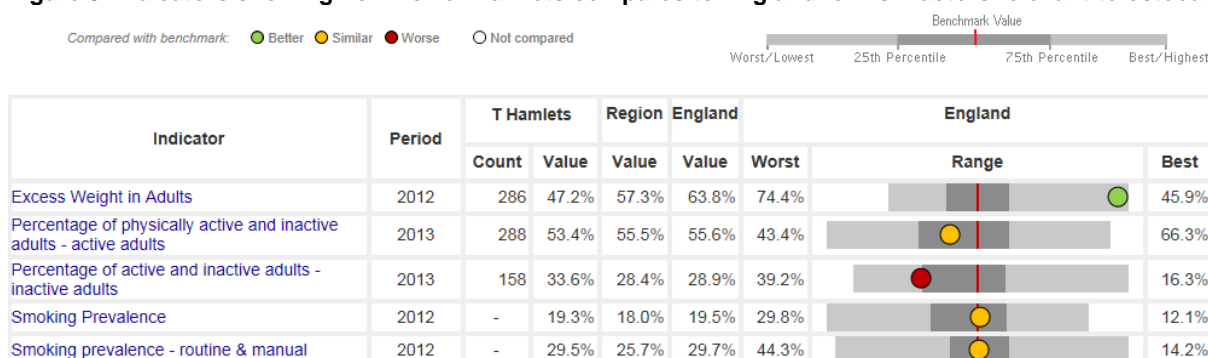 Compared with benchmark: Better Similar Worse Not compared
Benchmark Value
Worst/Lowest 25th Percentile 75th Percentile Best/Highest
Indicator Period T Hamlets Region England England
Count Value Value Value Worst Range Best
Excess Weight in Adults 2012 286 47.2% 57.3% 63.8% 74.4% 45.9%
Percentage of physically active and inactive
adults - active adults 2013 288 53.4% 55.5% 55.6% 43.4% 66.3%
Percentage of active and inactive adults -
inactive adults 2013 158 33.6% 28.4% 28.9% 39.2% 16.3%
Smoking Prevalence 2012 - 19.3% 18.0% 19.5% 29.8% 12.1%
Smoking prevalence - routine & manual 2012 - 29.5% 25.7% 29.7% 44.3% 14.2%